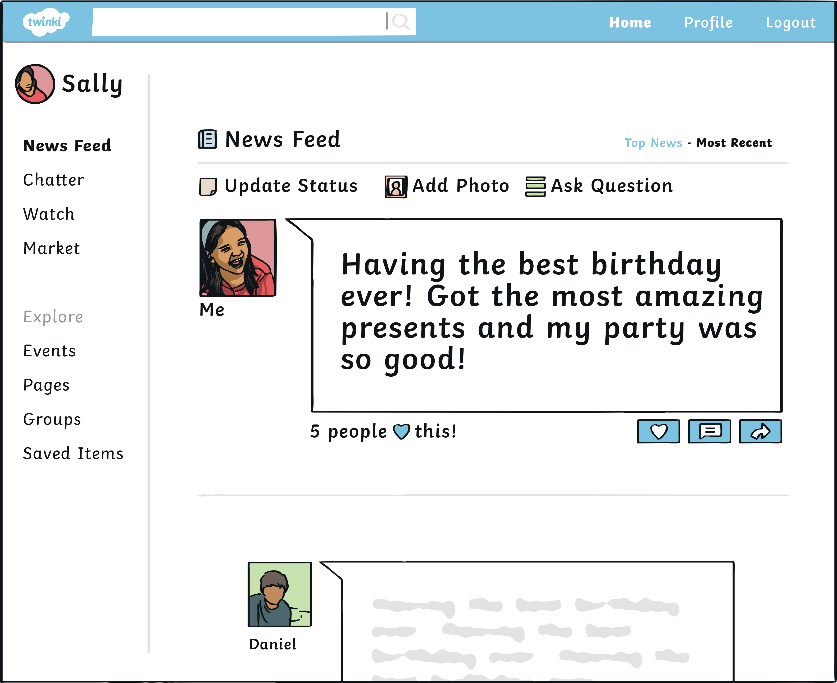 twinkl
Home Profile Logout
Sally
News Feed
Chatter
Watch
Market
Explore
Events
Pages
Groups
Saved Items
News Feed
Top News - Most Recent
Update Status Add Photo Ask Question
Me
Having the best birthday
ever! Got the most amazing
presents and my party was
so good!
5 people this!
Daniel